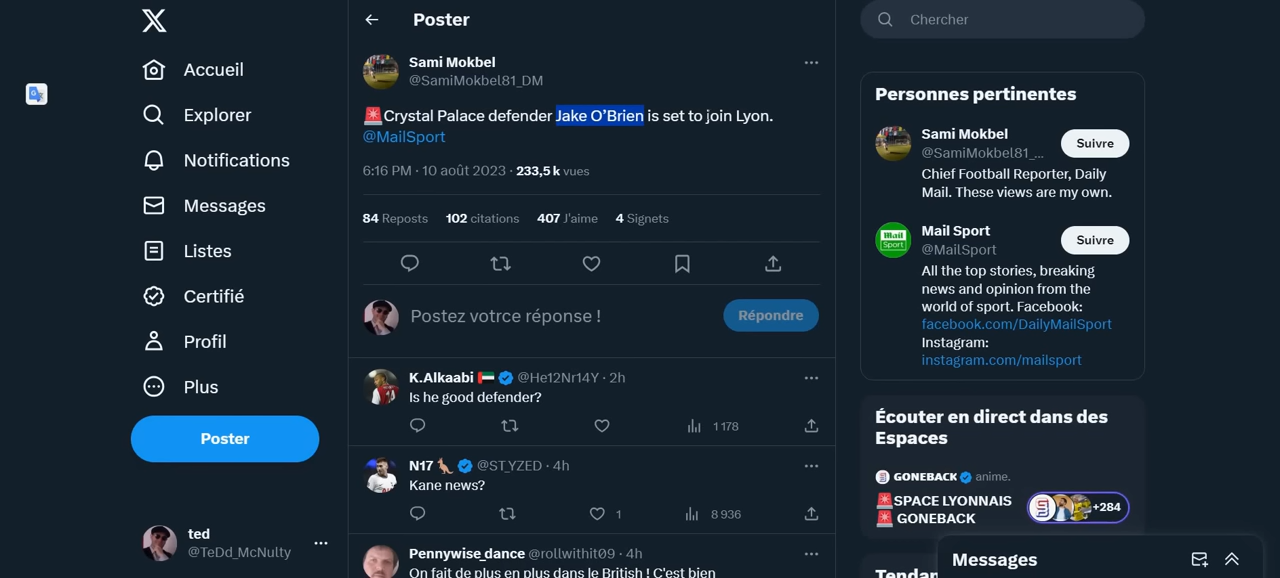 Accueil
Explorer
Notifications
Messages
Listes
Certifié
Profil
Plus
Poster
ted
@TeDd_McNulty
Poster
Sami Mokbel
@SamiMokbel81_DM
🚨Crystal Palace defender Jake O’Brien is set to join Lyon.
@MailSport
6:16 PM · 10 août 2023 · 233,5 k vues
84 Reposts 102 citations 407 J'aime 4 Signets
Postez votrce réponse !
Répondre
K.Alkaabi 🇦🇪 @He12Nr14Y · 2h
Is he good defender?
1 178
N17 🦘 @ST_YZED · 4h
Kane news?
1
8 936
Pennywise_dance @rollwithit09 · 4h
On fait de plus en plus dans le British ! C'est bien
Chercher
Personnes pertinentes
Sami Mokbel
@SamiMokbel81_...
Suivre
Chief Football Reporter, Daily
Mail. These views are my own.
Mail Sport
Mail Sport
@MailSport
Suivre
All the top stories, breaking
news and opinion from the
world of sport. Facebook:
facebook.com/DailyMailSport
Instagram:
instagram.com/mailsport
Écouter en direct dans des
Espaces
GONEBACK anime.
🚨SPACE LYONNAIS
🚨 GONEBACK
+284
Messages